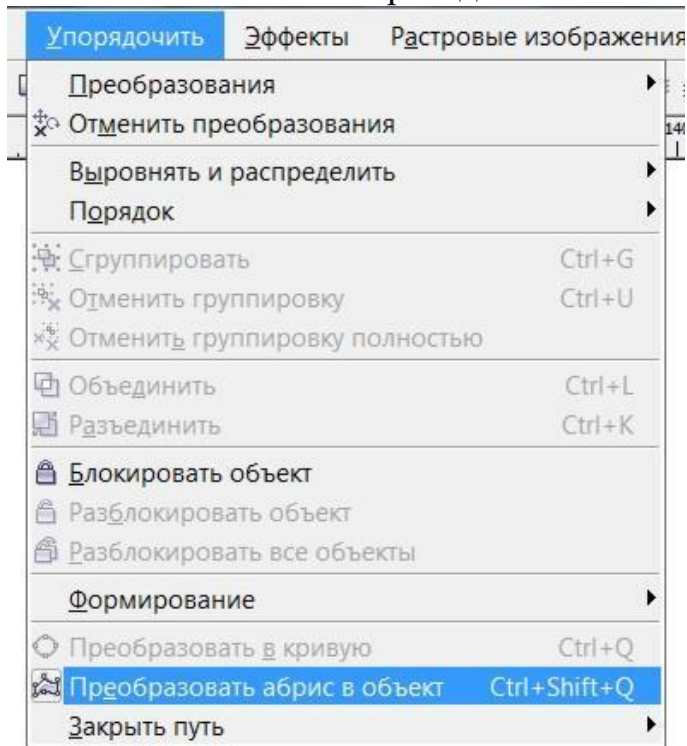 Упорядочить Эффекты Растровые изображения
Преобразования
Отменить преобразования
140
Выровнять и распределить
Порядок
Сгруппировать Ctrl+G
Отменить группировку Ctrl+U
Отменить группировку полностью
Объединить Ctrl+L
Разъединить Ctrl+K
Блокировать объект
Разблокировать объект
Разблокировать все объекты
Формирование
Преобразовать в кривую Ctrl+Q
Преобразовать абрис в объект Ctrl+Shift+Q
Закрыть путь